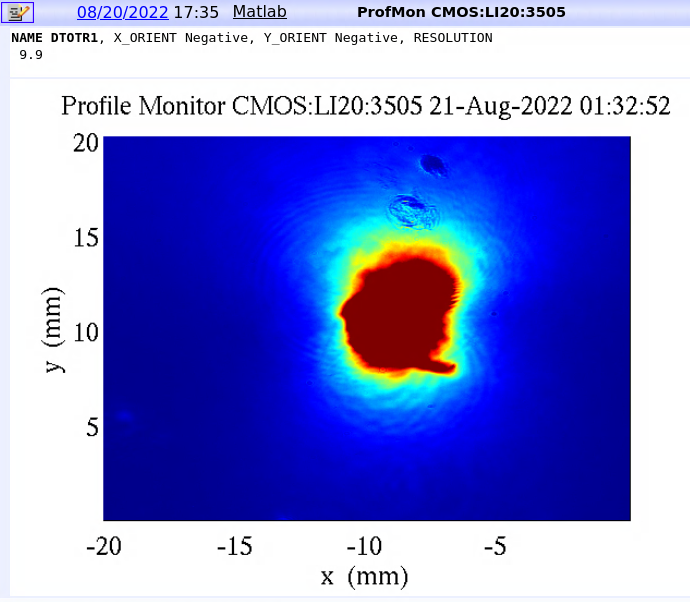 08/20/2022 17:35 Matlab ProfMon CMOS:LI20:3505
NAME DTOTR1, X_ORIENT Negative, Y_ORIENT Negative, RESOLUTION
9.9
Profile Monitor CMOS:LI20:3505 21-Aug-2022 01:32:52
20
15
10
5
y (mm)
-20 -15 -10 -5
x (mm)